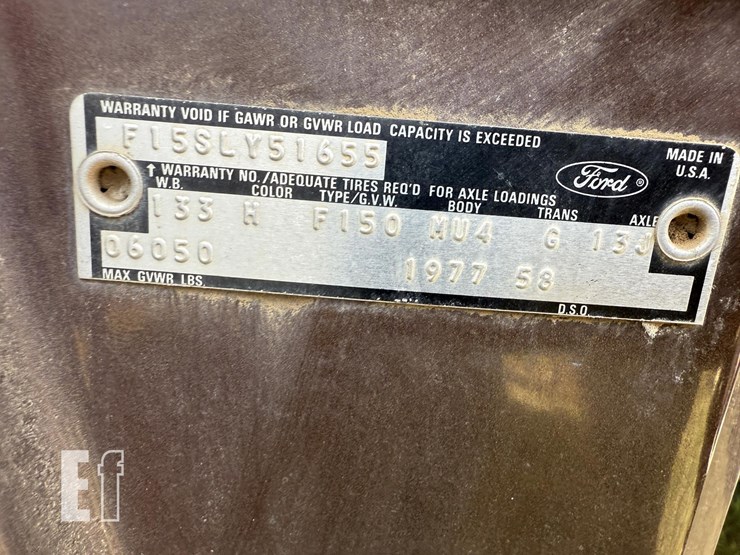 WARRANTY VOID IF GAWR OR GVWR LOAD CAPACITY IS EXCEEDED
F15SLY51655
MADE IN
U.S.A.
Ford
↑ WARRANTY NO./ADEQUATE TIRES REQ'D FOR AXLE LOADINGS
W.B. COLOR TYPE/G.V.W. BODY TRANS AXLE
133 H F150 MU4 G 13J
06050 1977 58
MAX GVWR LBS. D.S.O.
Ef